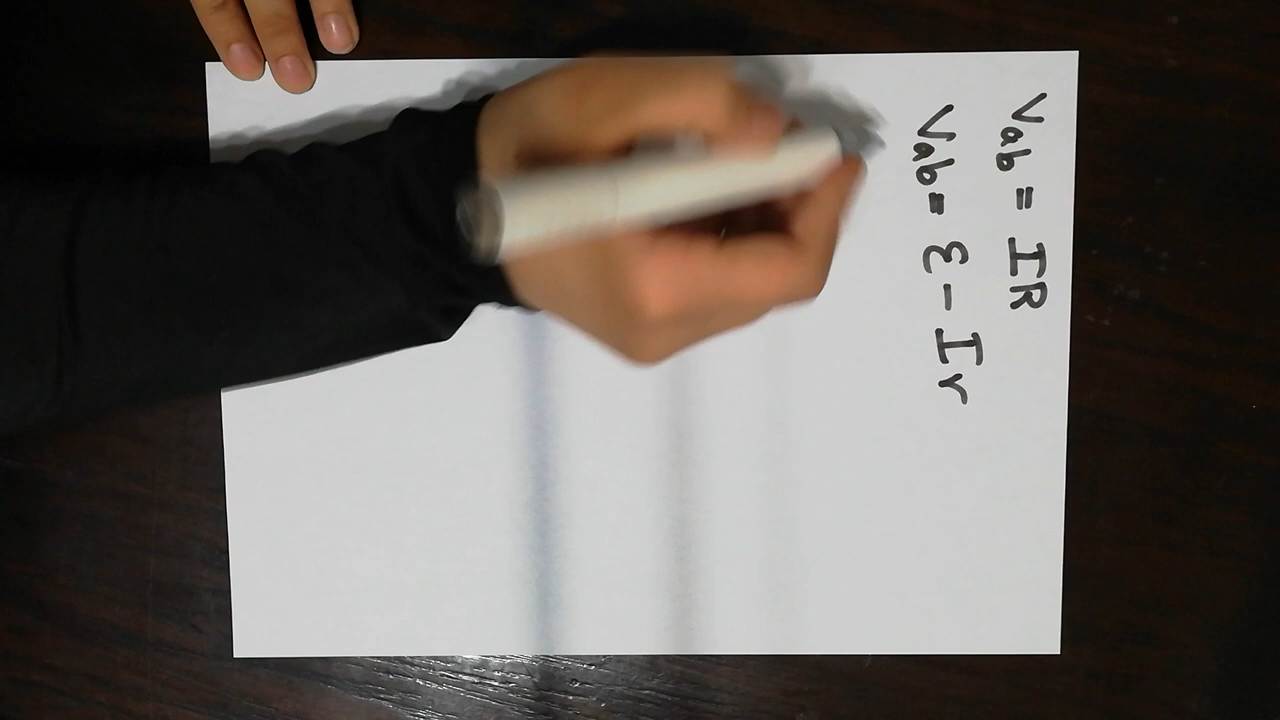 Vab = IR
Vab = ε - Ir